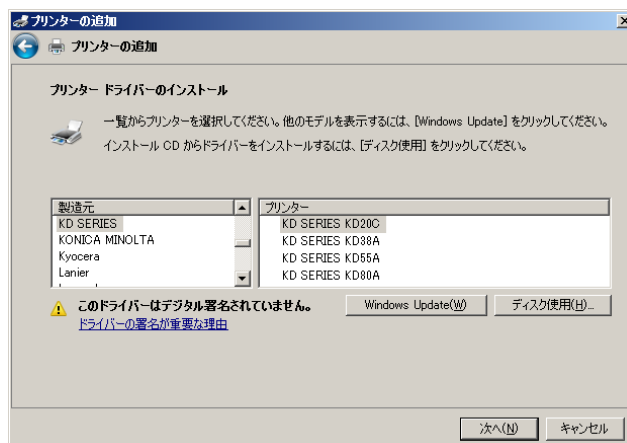 プリンターの追加
プリンターの追加
プリンター ドライバーのインストール
一覧からプリンターを選択してください。他のモデルを表示するには、[Windows Update] をクリックしてください。
インストール CD からドライバーをインストールするには、[ディスク使用] をクリックしてください。
製造元
KD SERIES
KONICA MINOLTA
Kyocera
Lanier
プリンター
KD SERIES KD20C
KD SERIES KD38A
KD SERIES KD55A
KD SERIES KD80A
このドライバーはデジタル署名されていません。
ドライバーの署名が重要な理由
Windows Update(W)
ディスク使用(H)...
次へ(N)
キャンセル